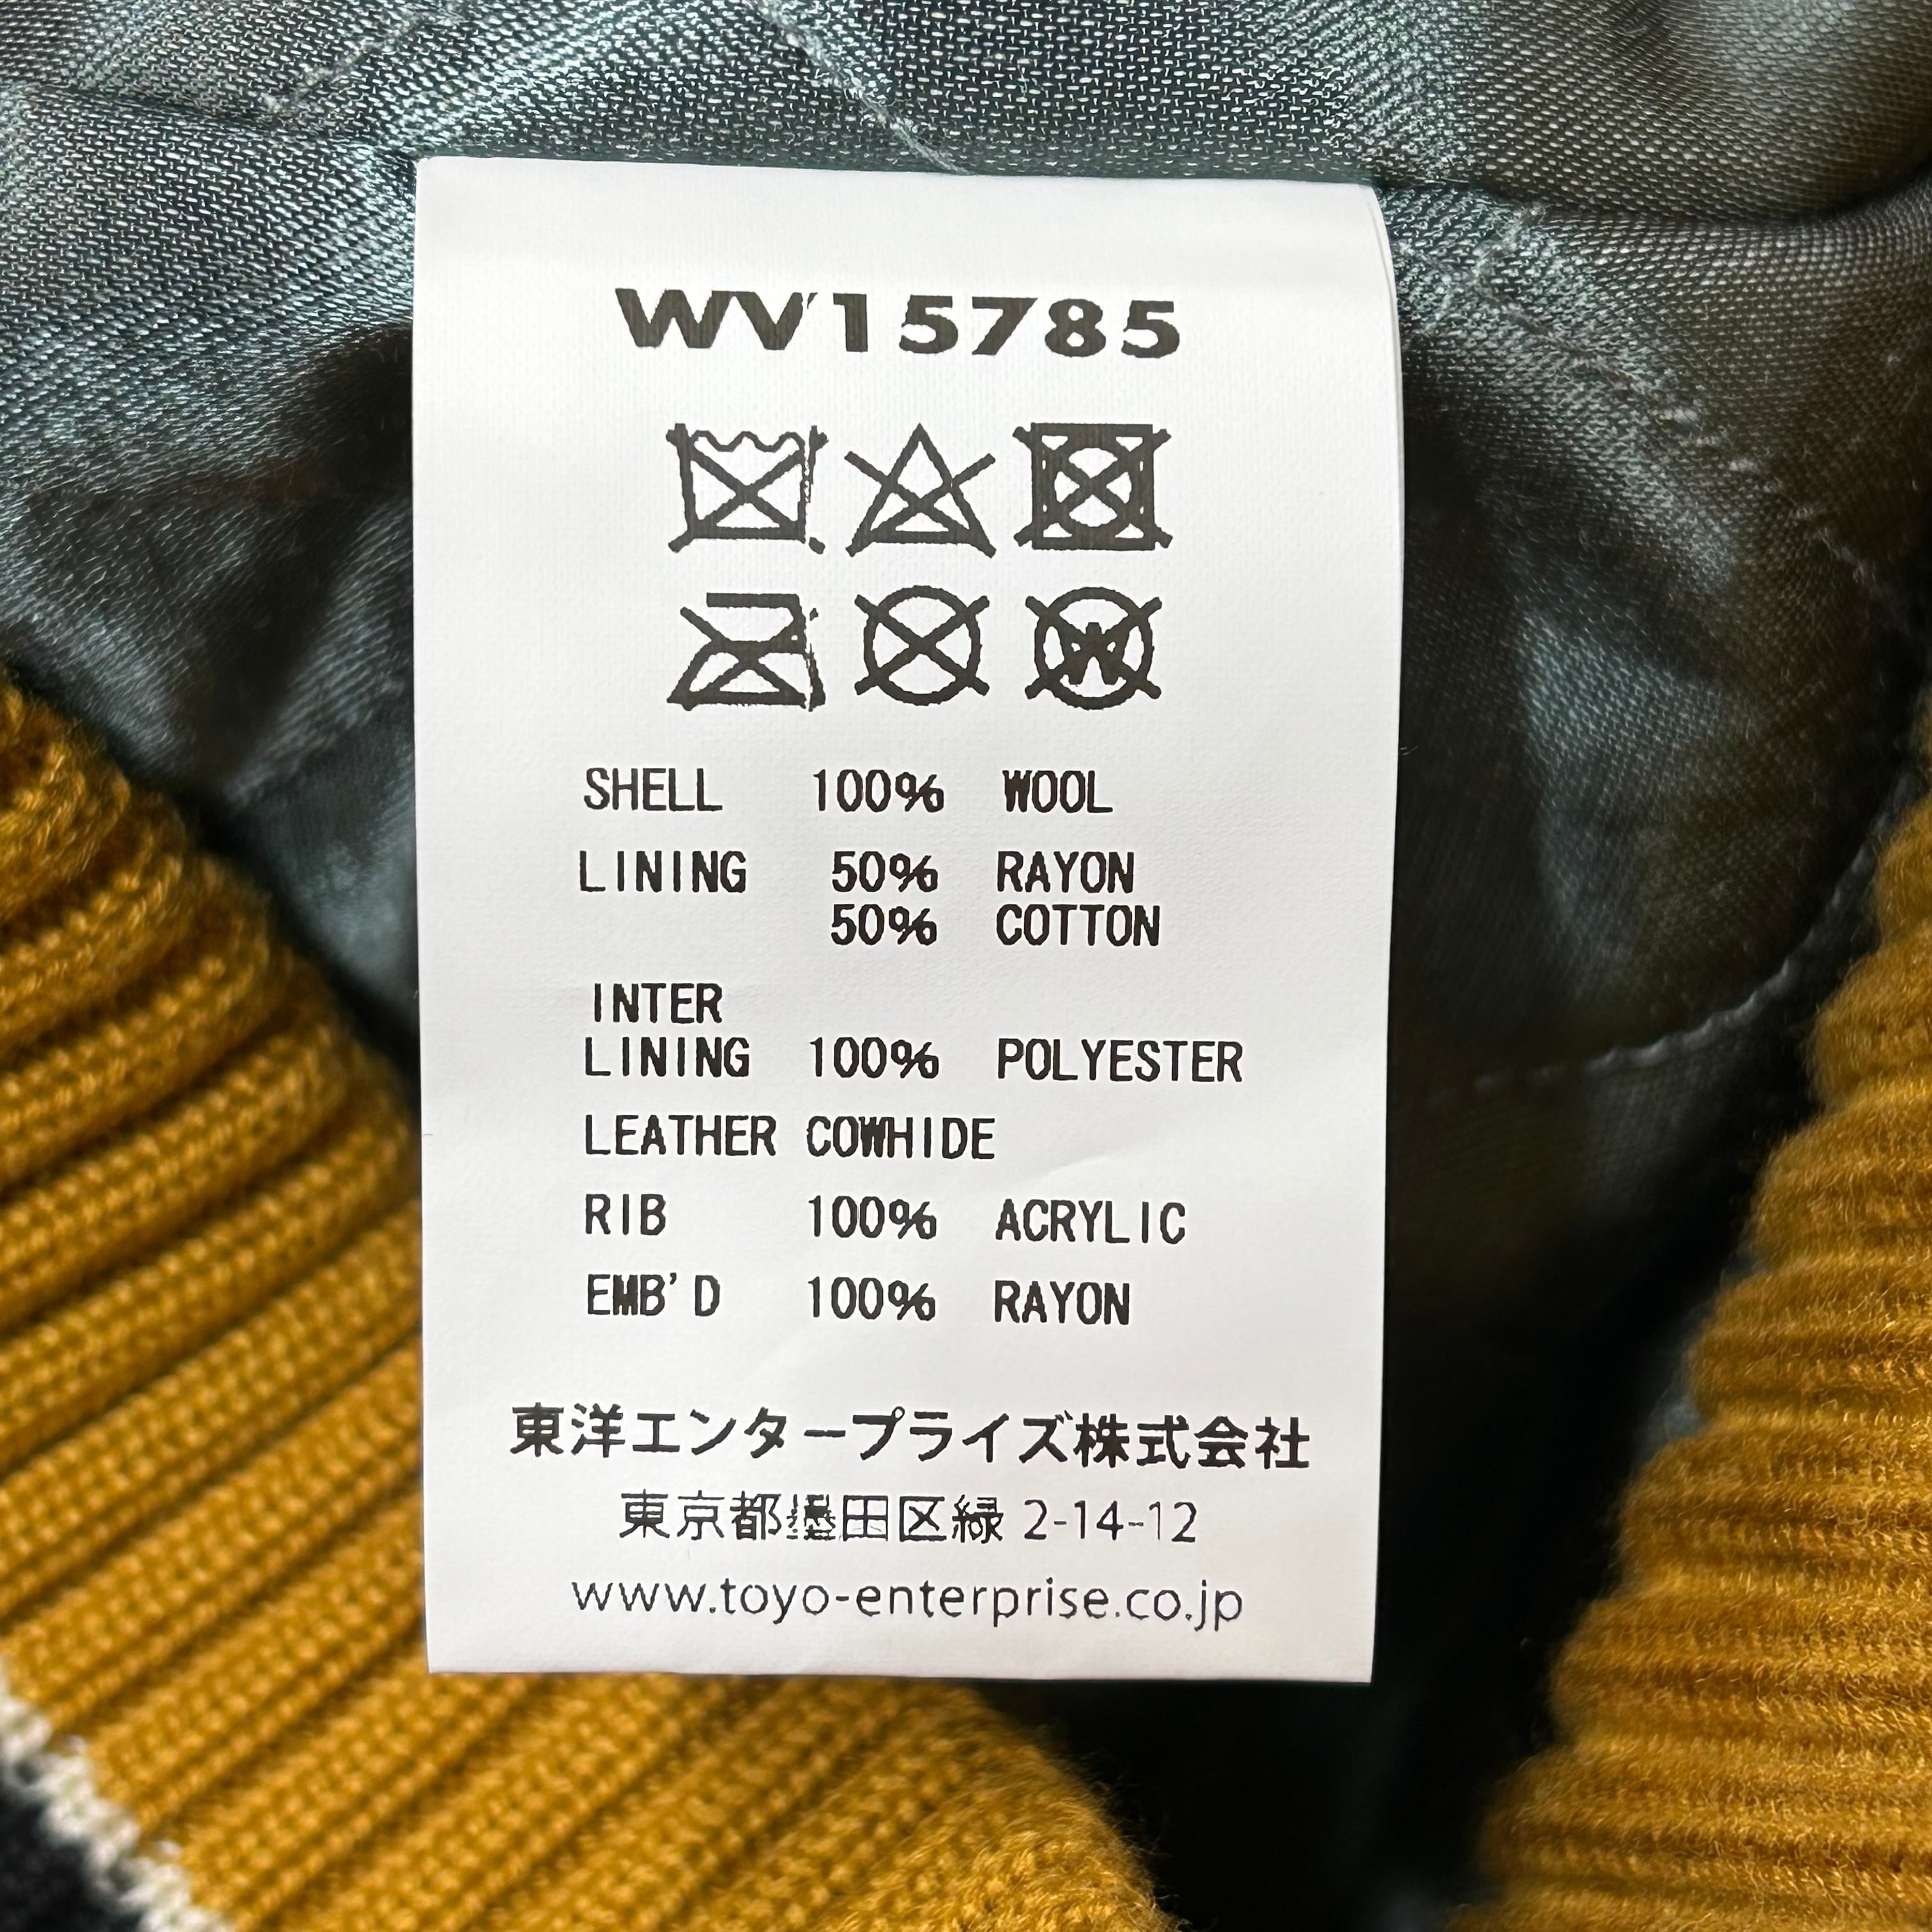 WV15785
W
SHELL 100% WOOL
LINING 50% RAYON
50% COTTON
INTER
LINING 100% POLYESTER
LEATHER COWHIDE
RIB 100% ACRYLIC
EMB'D 100% RAYON
東洋エンタープライズ株式会社
東京都墨田区緑 2-14-12
www.toyo-enterprise.co.jp